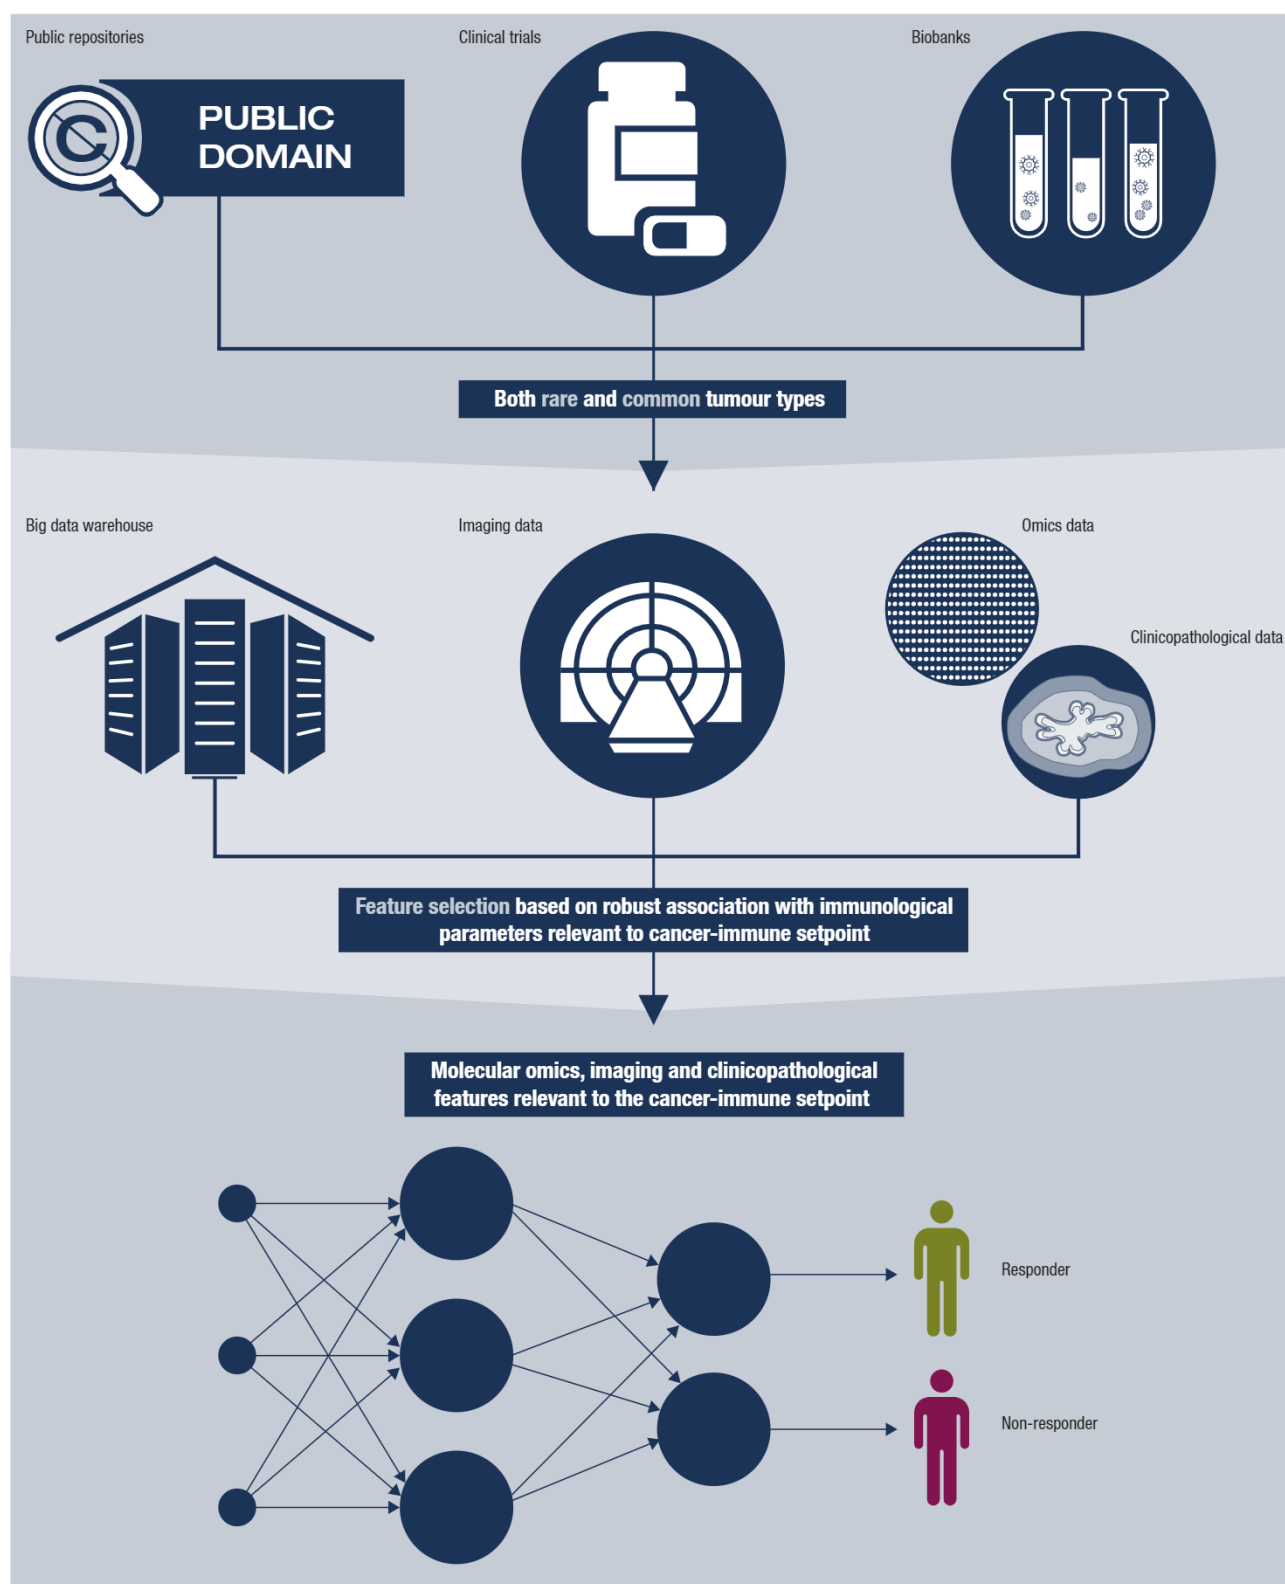 Public repositories
Clinical trials
Biobanks
C
PUBLIC
DOMAIN
Both rare and common tumour types
Big data warehouse
Imaging data
Omics data
Clinicopathological data
Feature selection based on robust association with immunological
parameters relevant to cancer-immune setpoint
Molecular omics, imaging and clinicopathological
features relevant to the cancer-immune setpoint
Responder
Non-responder